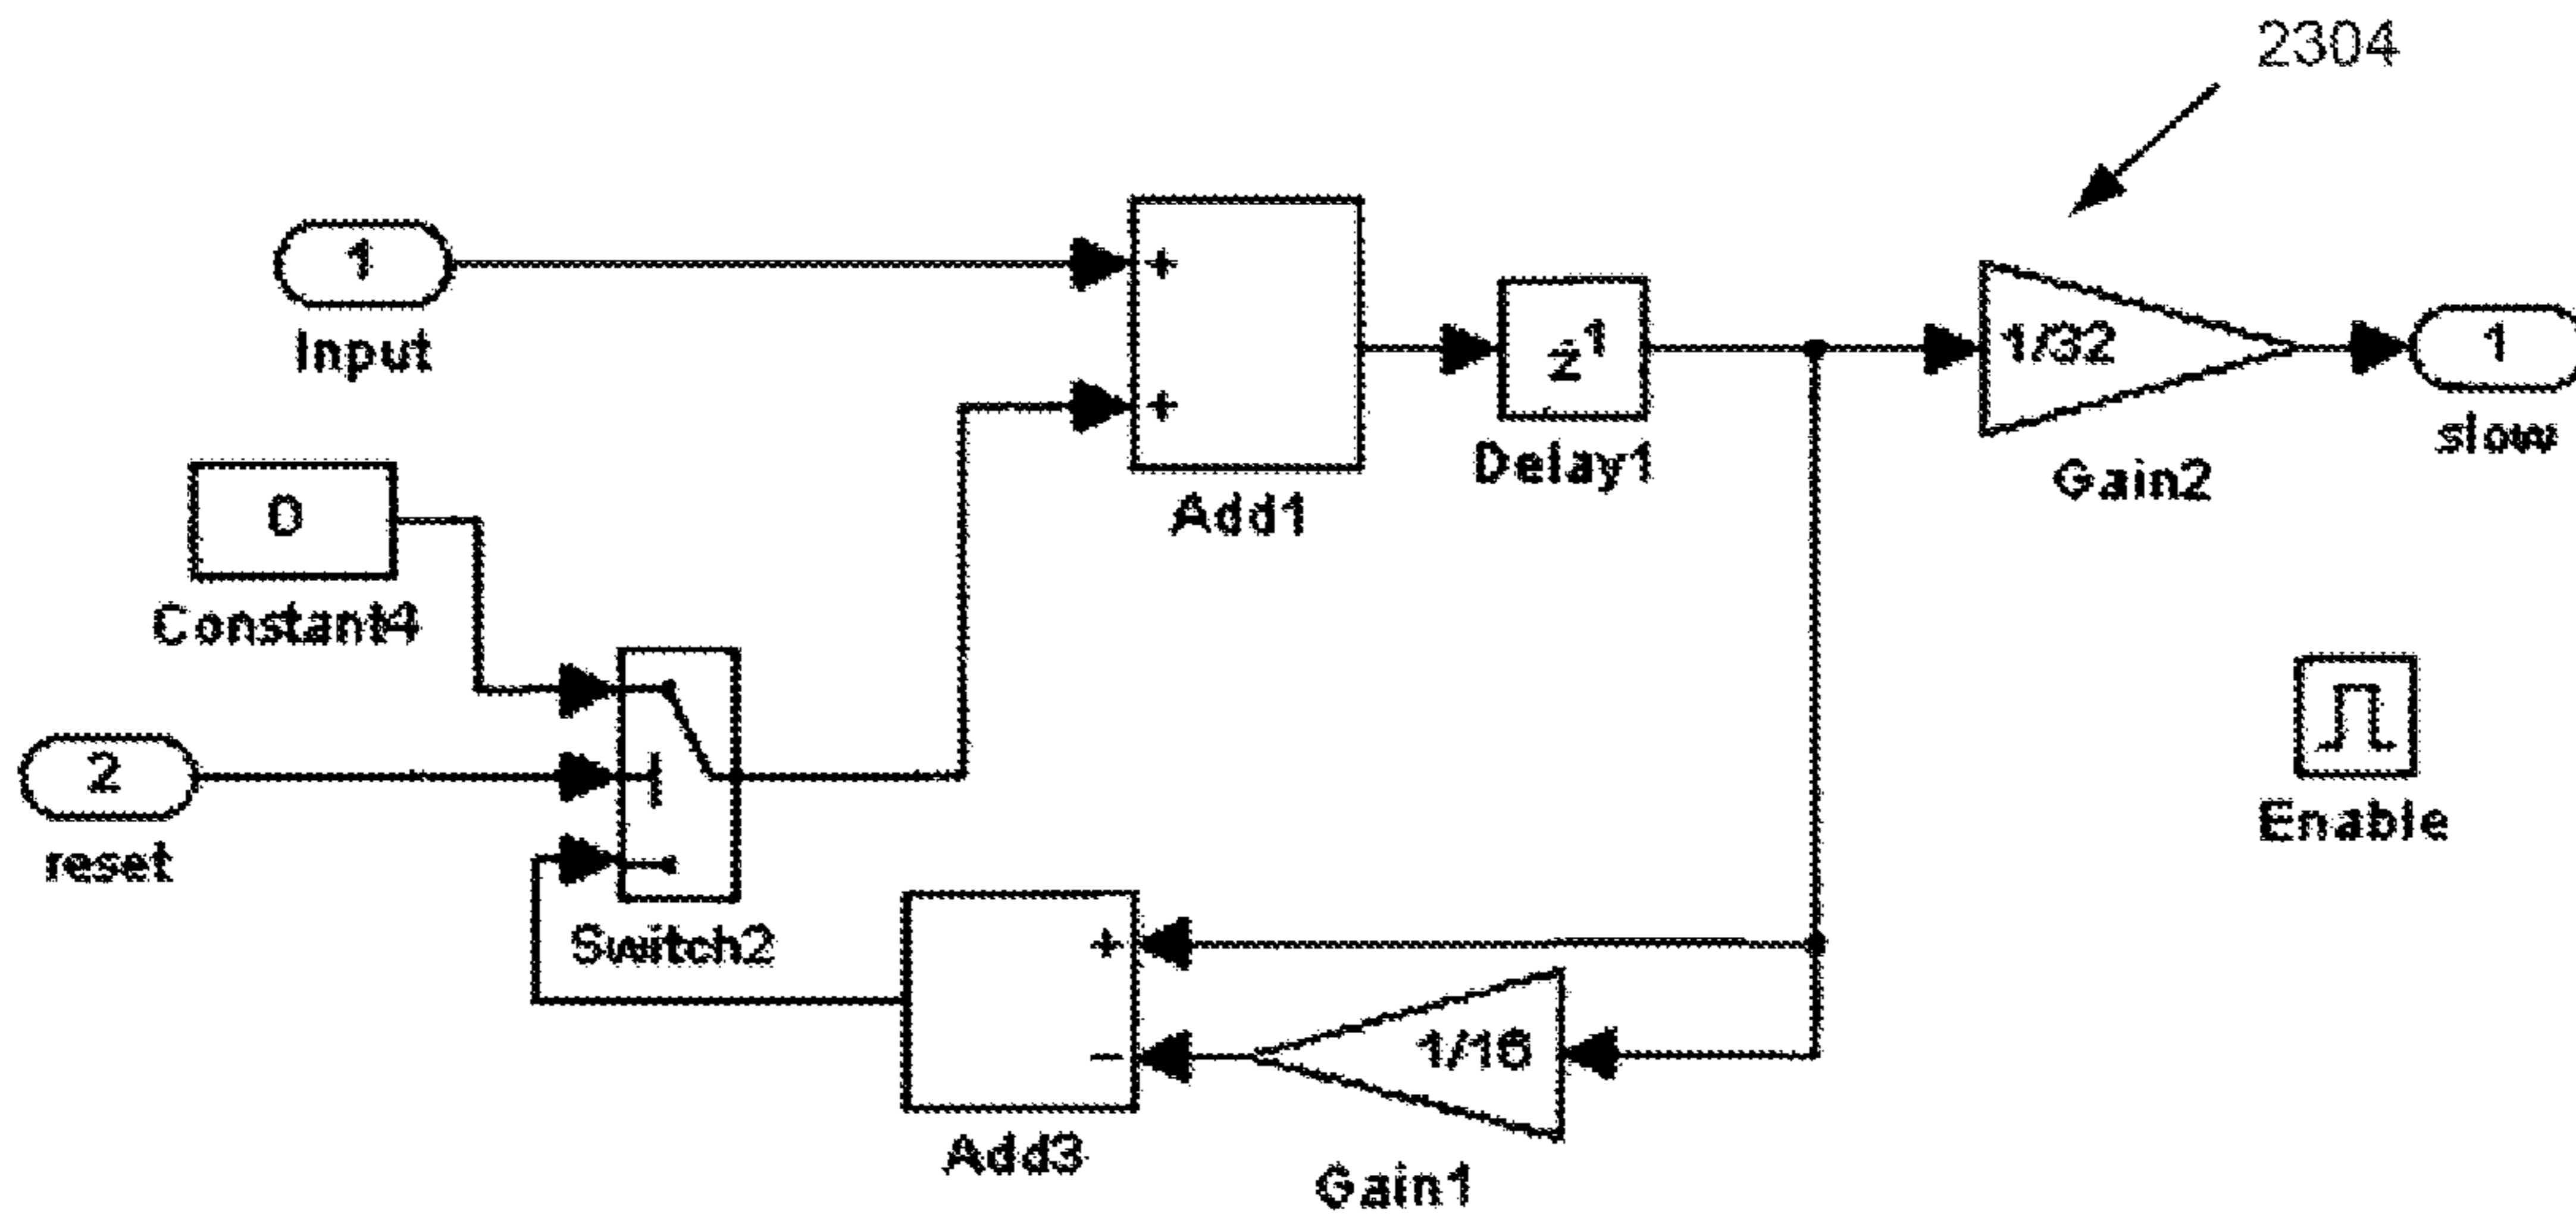 2304
1
Input
+
+
Add1
z1
Delay1
1/32
Gain2
1
slow
0
Constant4
2
reset
Switch2
Enable
+
-
Add3
1/16
Gain1